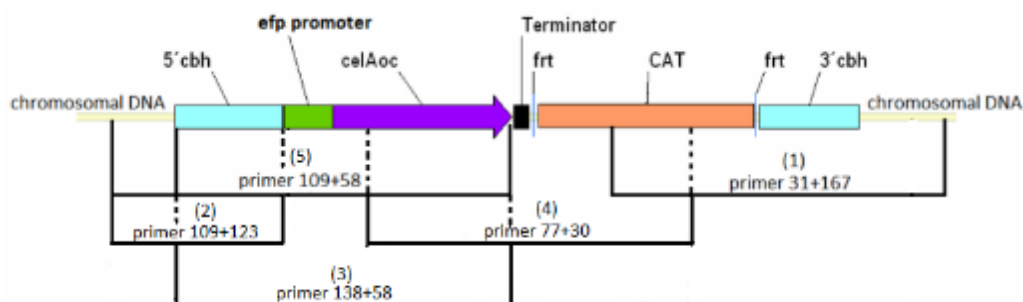 efp promoter
Terminator
5´cbh
celAoc
frt
CAT
frt
3´cbh
chromosomal DNA
chromosomal DNA
(5)
primer 109+58
(1)
primer 31+167
(2)
primer 109+123
(4)
primer 77+30
(3)
primer 138+58